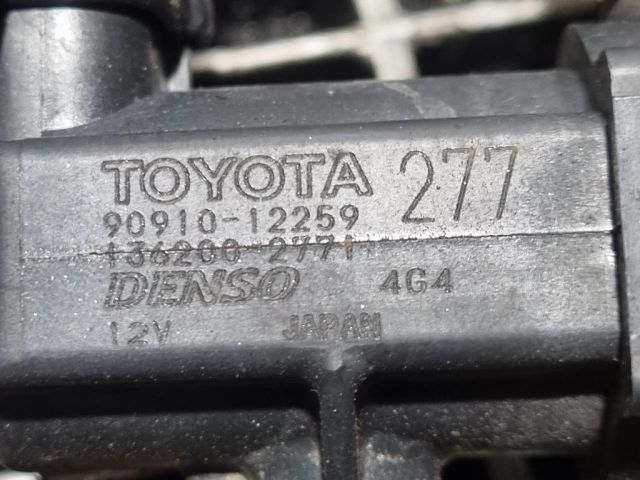 TOYOTA 277
90910-12259
136200-2771
DENSO 4G4
12V JAPAN